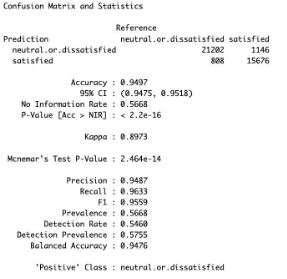 Confusion Matrix and Statistics
Reference
Prediction neutral.or.dissatisfied satisfied
neutral.or.dissatisfied 21202 1146
satisfied 808 15676
Accuracy : 0.9497
95% CI : (0.9475, 0.9518)
No Information Rate : 0.5668
P-Value [Acc > NIR] : < 2.2e-16
Kappa : 0.8973
Mcnemar's Test P-Value : 2.464e-14
Precision : 0.9487
Recall : 0.9633
F1 : 0.9559
Prevalence : 0.5668
Detection Rate : 0.5460
Detection Prevalence : 0.5755
Balanced Accuracy : 0.9476
'Positive' Class : neutral.or.dissatisfied